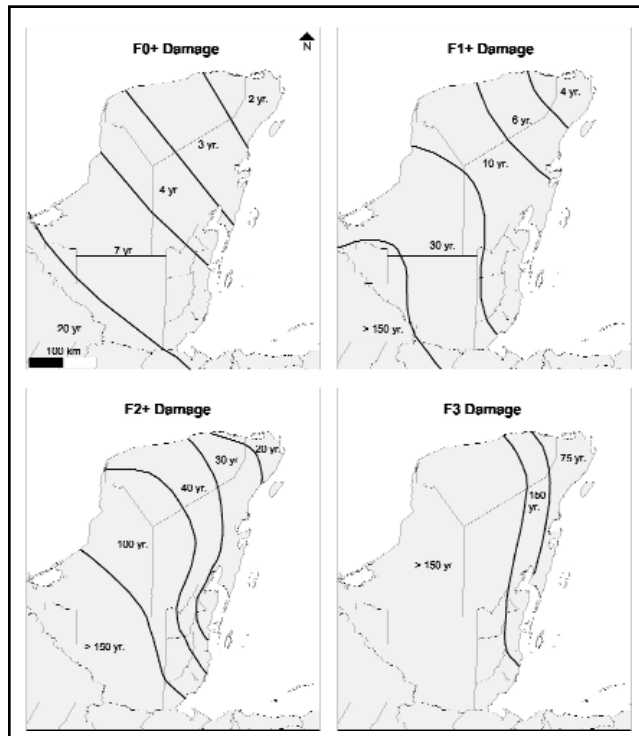 F0+ Damage
N
2 yr.
3 yr.
4 yr
7 yr
20 yr
100 km
F1+ Damage
4 yr.
6 yr.
10 yr.
30 yr.
> 150 yr.
F2+ Damage
20 yr.
30 yr
40 yr.
100 yr.
> 150 yr.
F3 Damage
75 yr.
150
yr.
> 150 yr